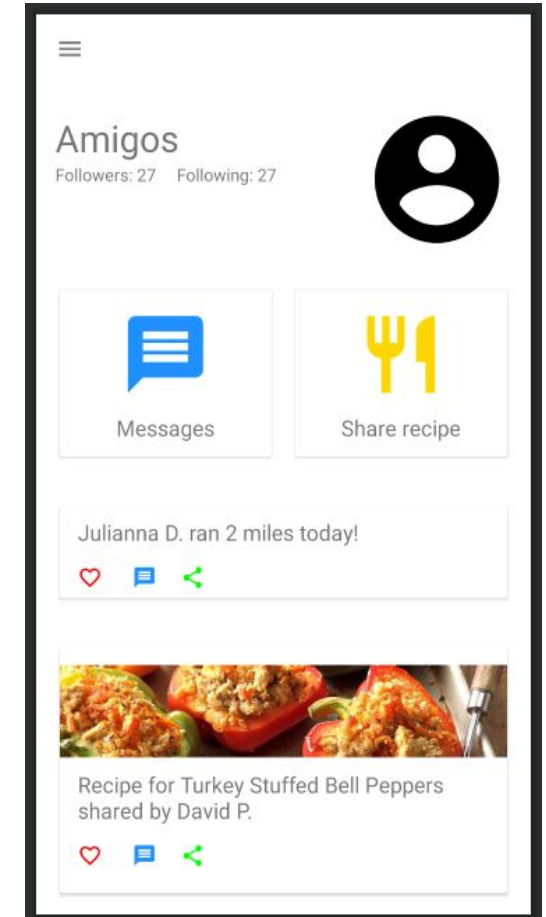 Amigos
Followers: 27 Following: 27
Messages
Share recipe
Julianna D. ran 2 miles today!
Recipe for Turkey Stuffed Bell Peppers
shared by David P.